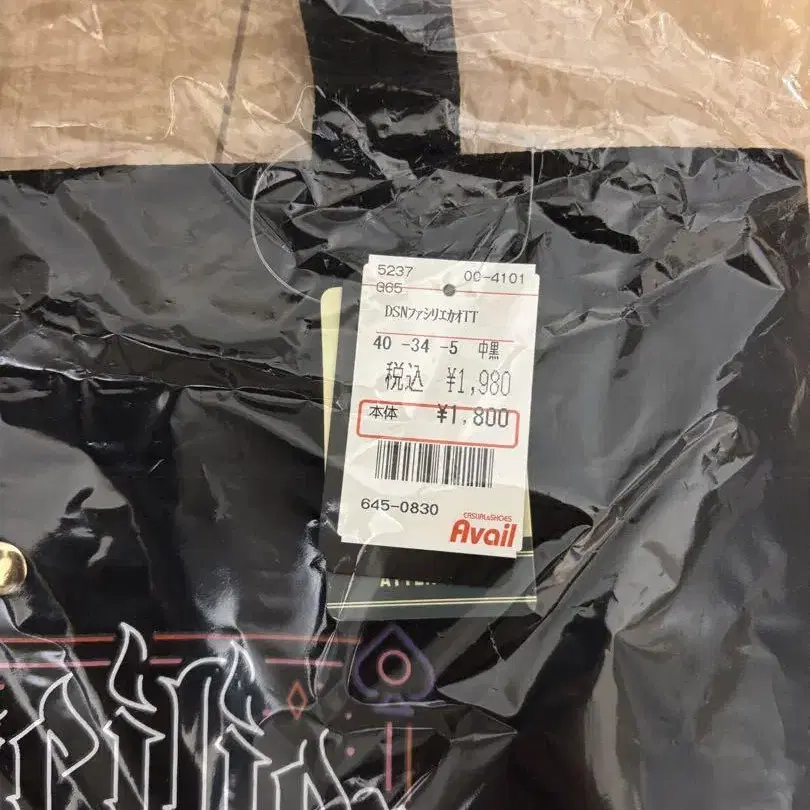 5237 00-4101
G65
DSNファシリエカオTT
40 -34 -5 中黒
税込 ¥1,980
本体 ¥1,800
645-0830
CASUAL&SHOES
Avail